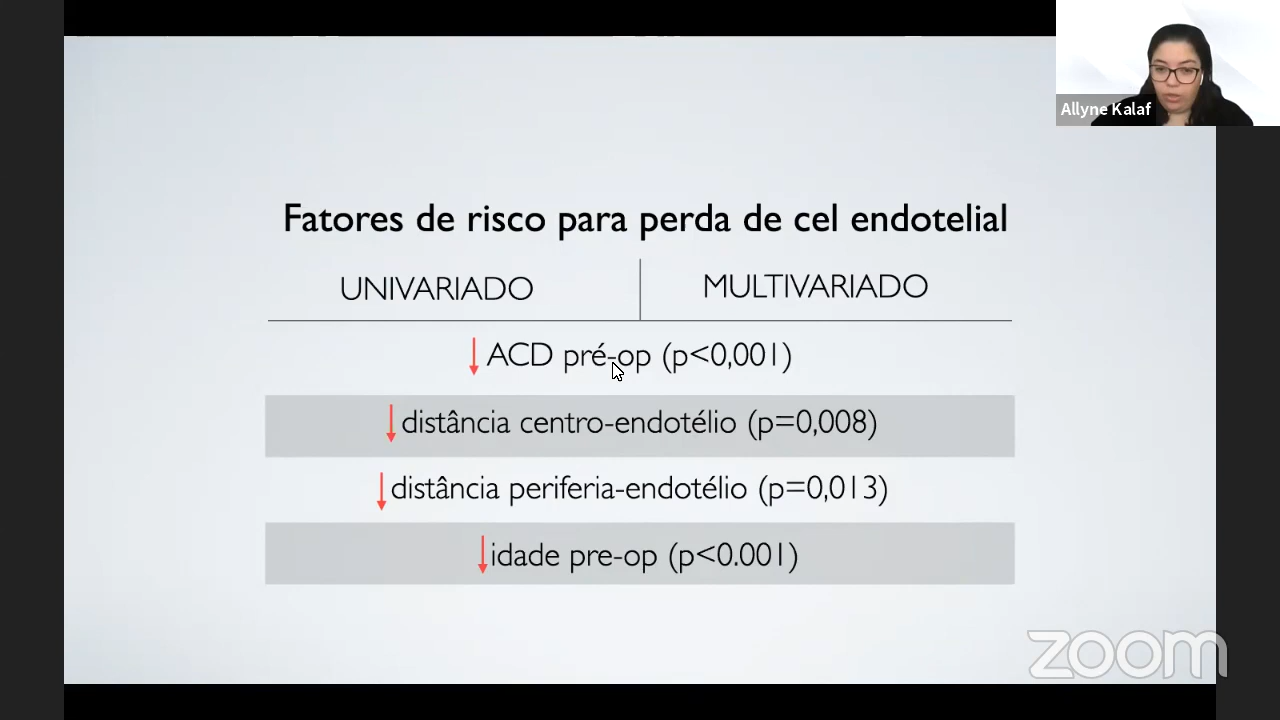 Allyne Kalaf
Fatores de risco para perda de cel endotelial
UNIVARIADO
MULTIVARIADO
ACD pré-op (p<0,001)
distância centro-endotélio (p=0,008)
distância periferia-endotélio (p=0,013)
idade pre-op (p<0.001)
zoom